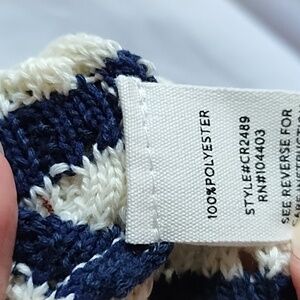 100%POLYESTER
STYLE#CR2489
RN#104403
SEE REVERSE FOR